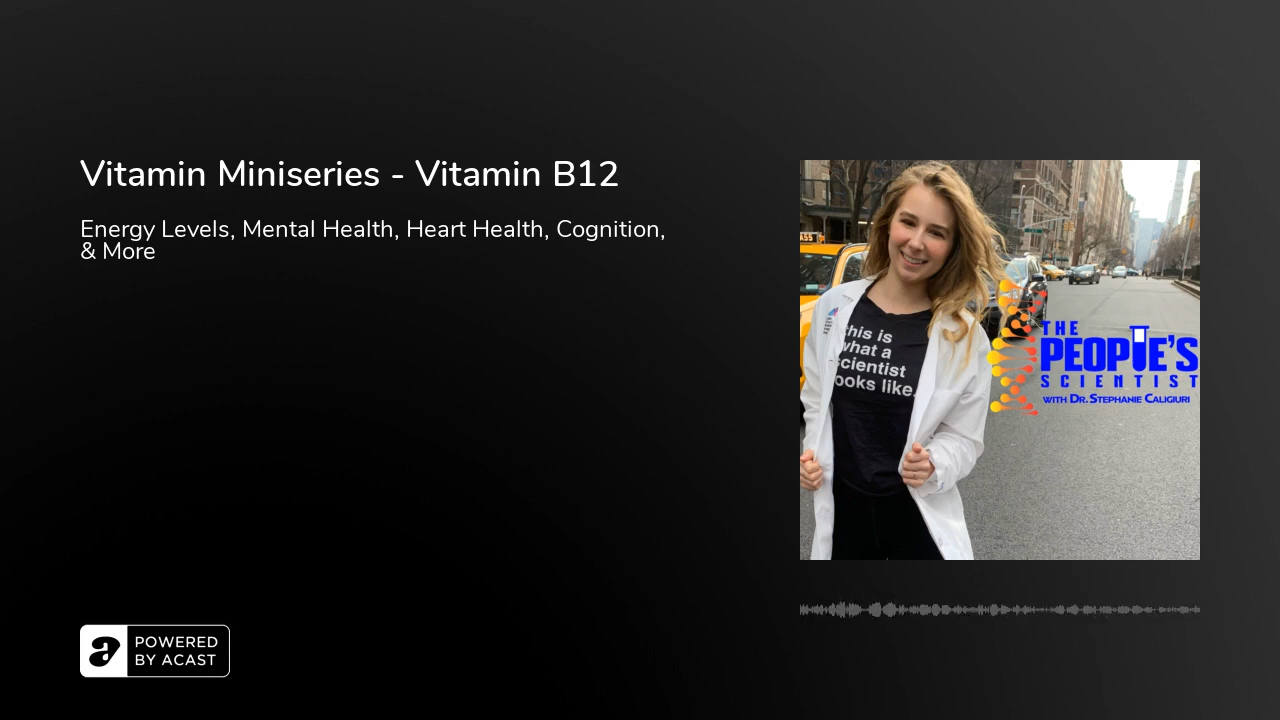 Vitamin Miniseries - Vitamin B12
Energy Levels, Mental Health, Heart Health, Cognition,
& More
this is
what a
scientist
ooks like.
THE
PEOPLE'S
SCIENTIST
WITH DR. STEPHANIE CALIGIURI
POWERED
BY ACAST